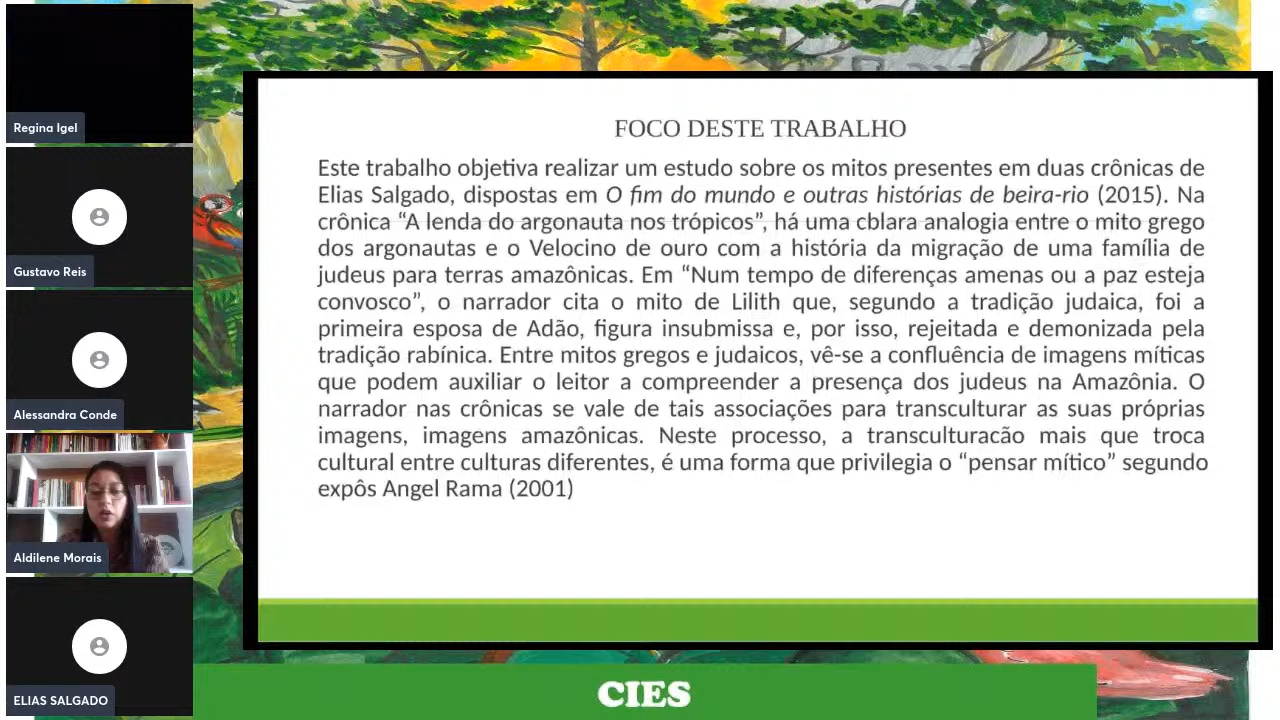 Regina Igel
Gustavo Reis
Alessandra Conde
Aldilene Morais
ELIAS SALGADO
FOCO DESTE TRABALHO
Este trabalho objetiva realizar um estudo sobre os mitos presentes em duas crônicas de
Elias Salgado, dispostas em O fim do mundo e outras histórias de beira-rio (2015). Na
crônica “A lenda do argonauta nos trópicos”, há uma cblara analogia entre o mito grego
dos argonautas e o Velocino de ouro com a história da migração de uma família de
judeus para terras amazônicas. Em “Num tempo de diferenças amenas ou a paz esteja
convosco”, o narrador cita o mito de Lilith que, segundo a tradição judaica, foi a
primeira esposa de Adão, figura insubmissa e, por isso, rejeitada e demonizada pela
tradição rabínica. Entre mitos gregos e judaicos, vê-se a confluência de imagens míticas
que podem auxiliar o leitor a compreender a presença dos judeus na Amazônia. O
narrador nas crônicas se vale de tais associações para transculturar as suas próprias
imagens, imagens amazônicas. Neste processo, a transculturacão mais que troca
cultural entre culturas diferentes, é uma forma que privilegia o “pensar mítico” segundo
expôs Angel Rama (2001)
CIES